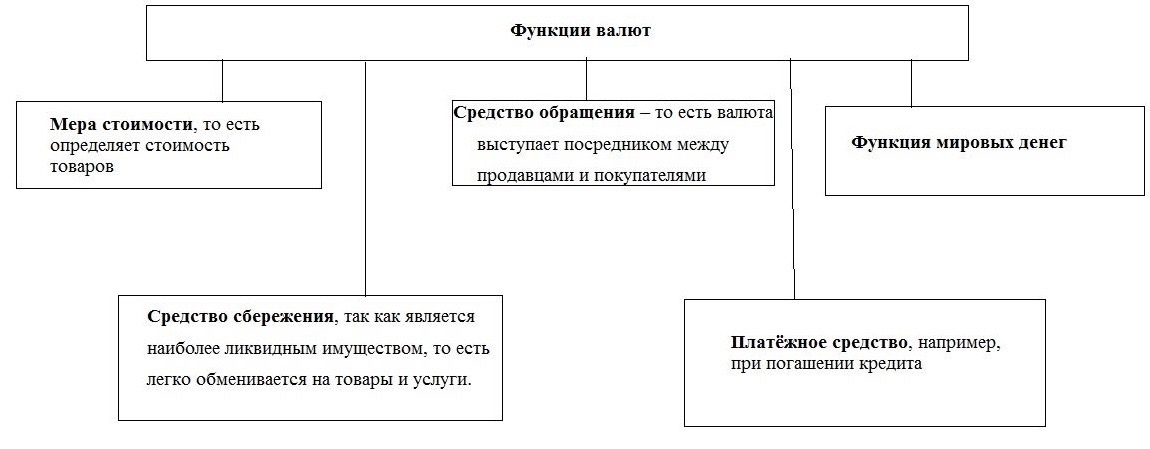 Функции валют
Мера стоимости, то есть
определяет стоимость
товаров
Средство обращения – то есть валюта
выступает посредником между
продавцами и покупателями
Функция мировых денег
Средство сбережения, так как является
наиболее ликвидным имуществом, то есть
легко обменивается на товары и услуги.
Платёжное средство, например,
при погашении кредита